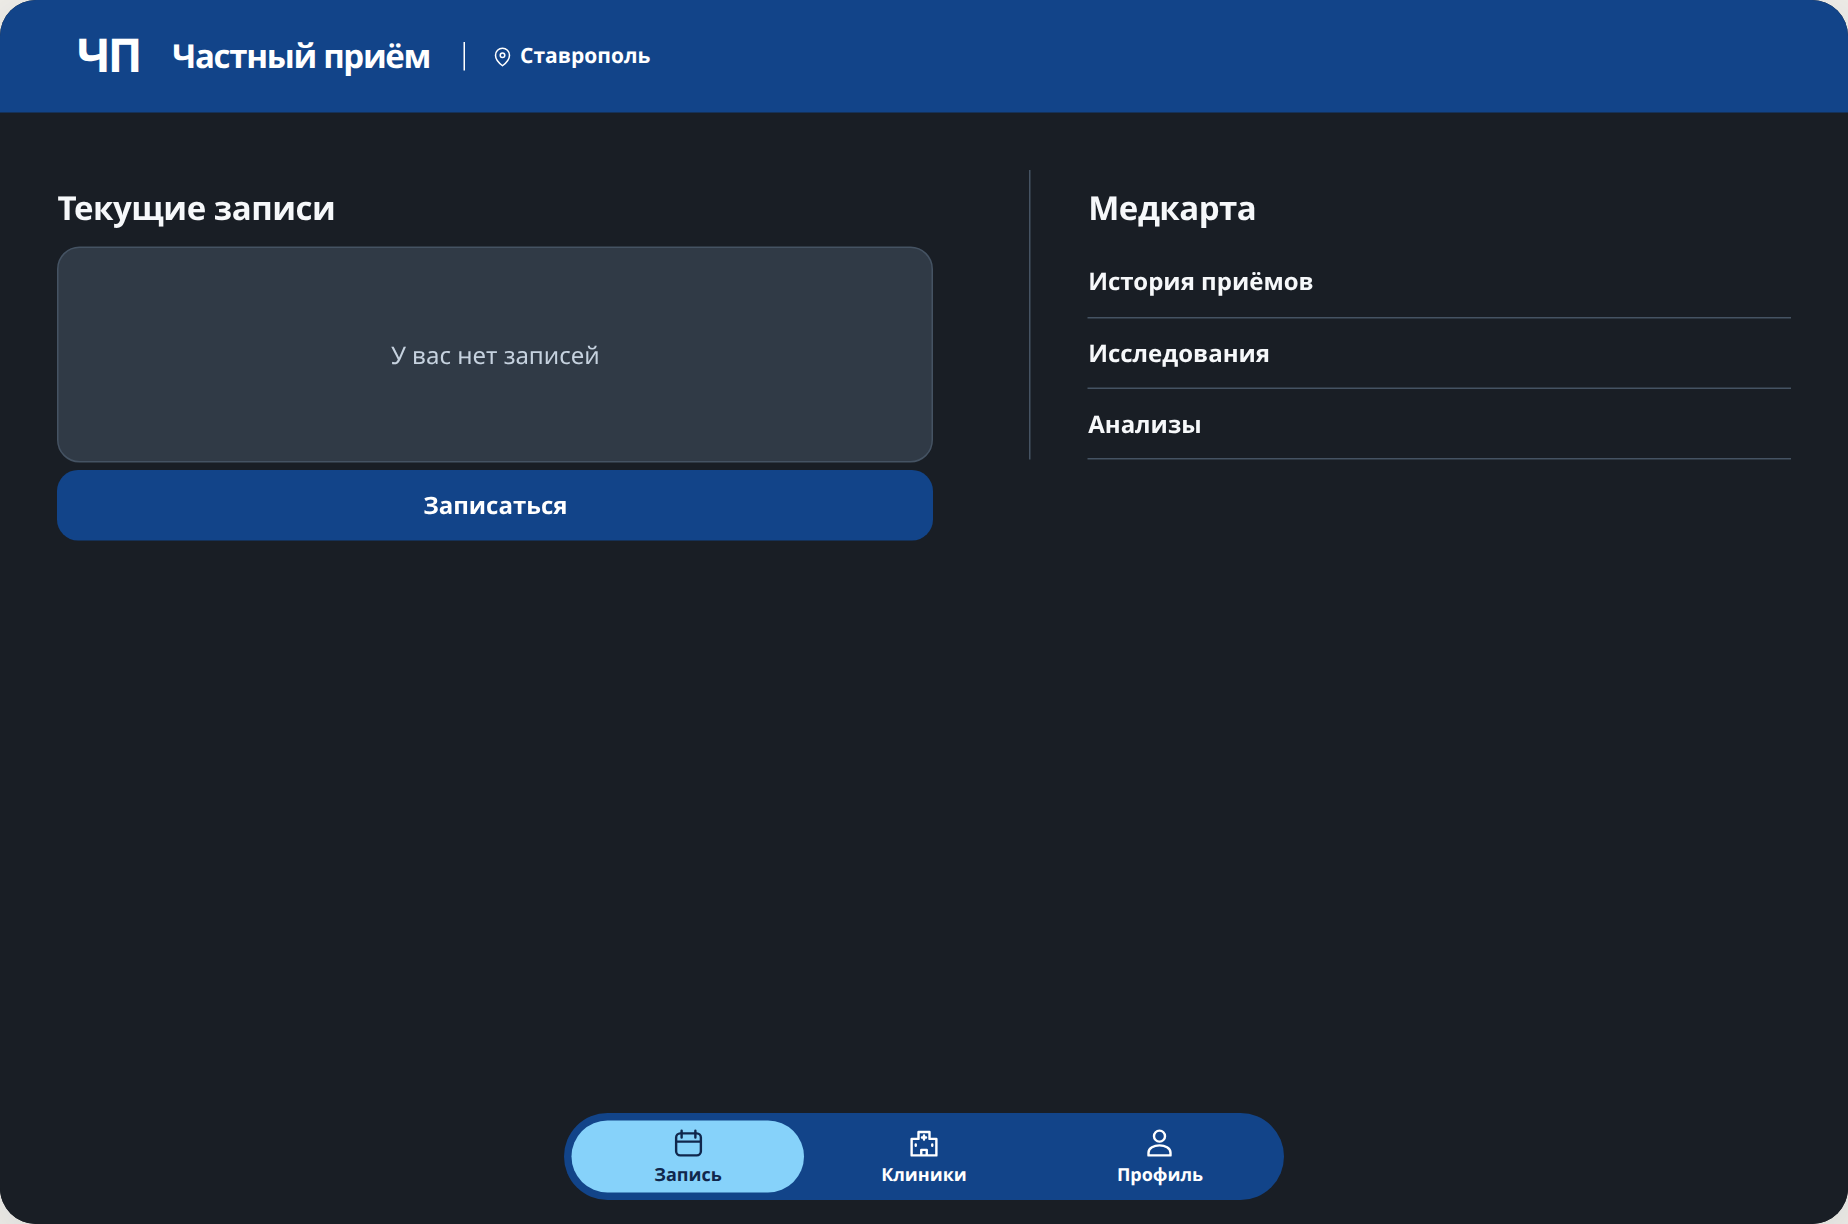 ЧП Частный приём Ставрополь
Текущие записи
У вас нет записей
Записаться
Медкарта
История приёмов
Исследования
Анализы
Запись
Клиники
Профиль